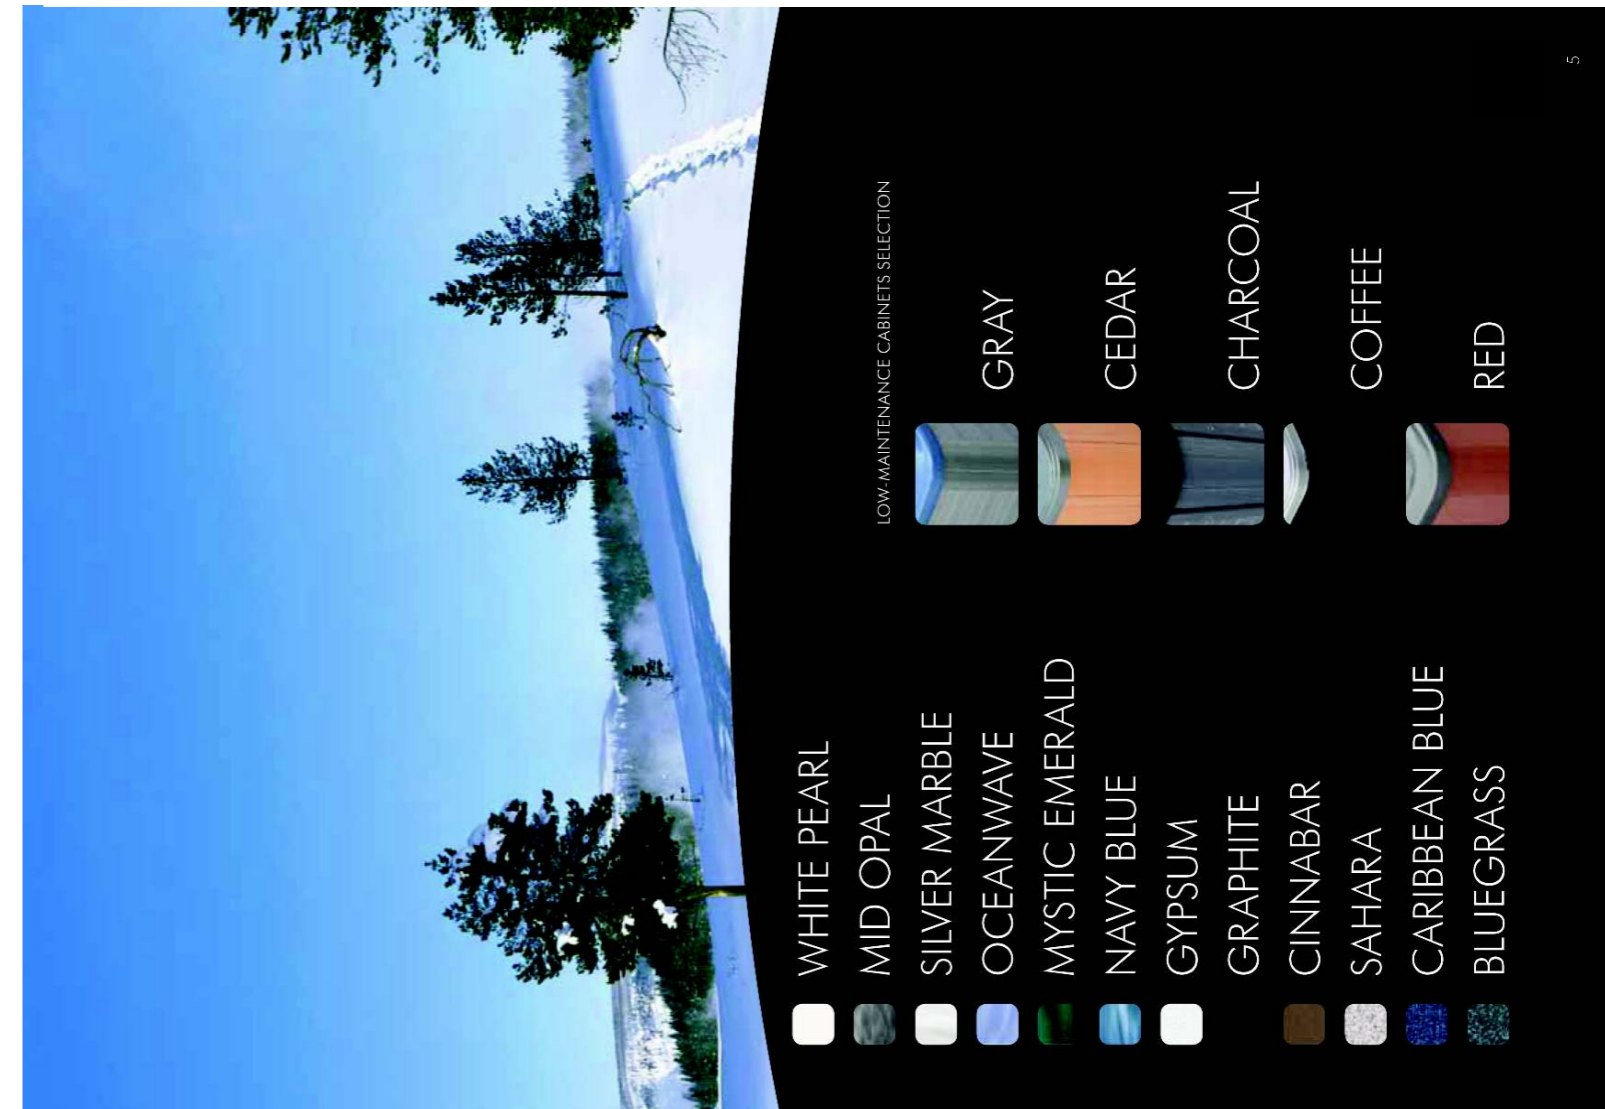 WHITE PEARL
MID OPAL
SILVER MARBLE
OCEANWAVE
MYSTIC EMERALD
NAVY BLUE
GYPSUM
GRAPHITE
CINNABAR
SAHARA
CARIBBEAN BLUE
BLUEGRASS
LOW-MAINTENANCE CABINETS SELECTION
GRAY
CEDAR
CHARCOAL
COFFEE
RED
5